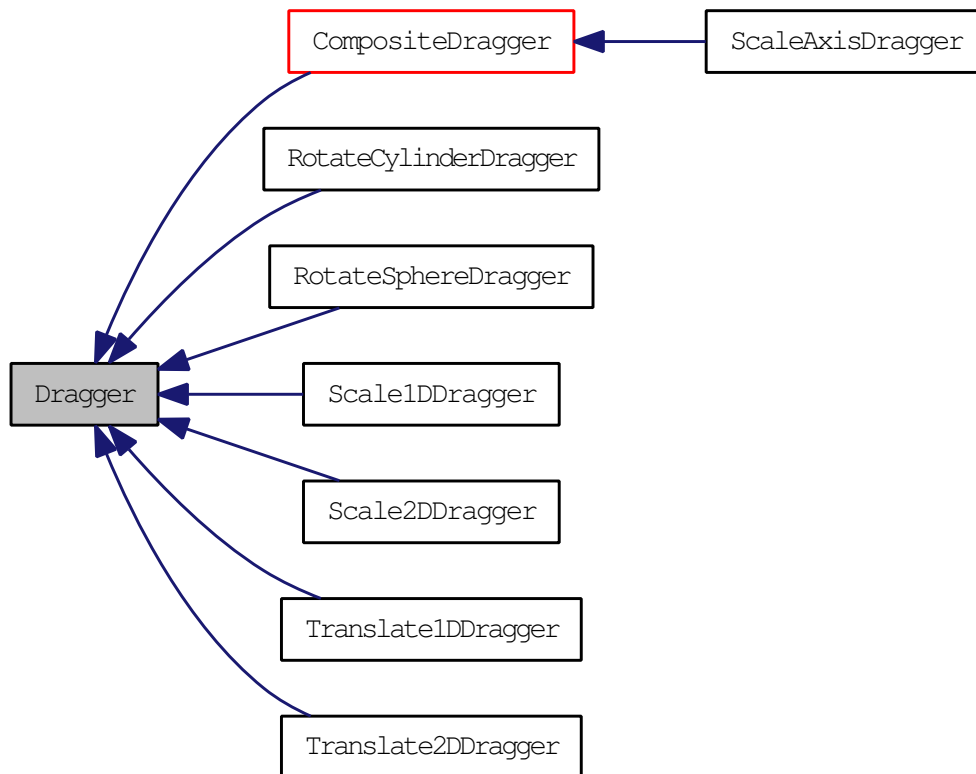 CompositeDragger
ScaleAxisDragger
RotateCylinderDragger
RotateSphereDragger
Dragger
Scale1DDragger
Scale2DDragger
Translate1DDragger
Translate2DDragger